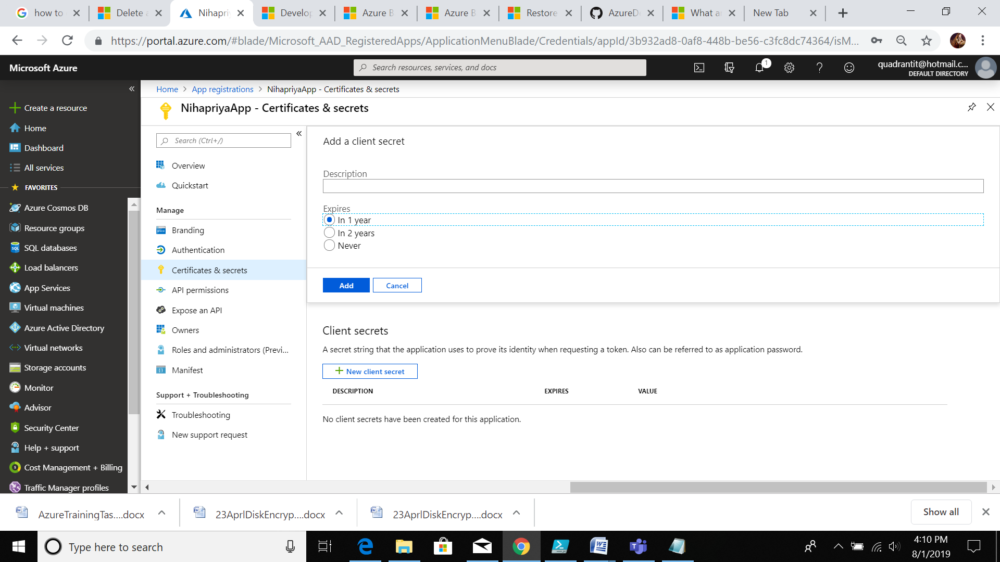 how to
Delete a
Nihapriy
Develop
Azure B
Azure B
Restore
AzureD
What a
New Tab
https://portal.azure.com/#blade/Microsoft_AAD_RegisteredApps/ApplicationMenuBlade/Credentials/appId/3b932ad8-0af8-448b-be56-c3fc8dc74364/isM...
Microsoft Azure
Search resources, services, and docs
1
quadrantit@hotmail.c...
DEFAULT DIRECTORY
Create a resource
Home
Dashboard
All services
FAVORITES
Azure Cosmos DB
Resource groups
SQL databases
Load balancers
App Services
Virtual machines
Azure Active Directory
Virtual networks
Storage accounts
Monitor
Advisor
Security Center
Help + support
Cost Management + Billing
Traffic Manager profiles
Home > App registrations > NihapriyaApp - Certificates & secrets
NihapriyaApp - Certificates & secrets
Search (Ctrl+/)
Overview
Quickstart
Manage
Branding
Authentication
Certificates & secrets
API permissions
Expose an API
Owners
Roles and administrators (Previ...
Manifest
Support + Troubleshooting
Troubleshooting
New support request
Add a client secret
Description
Expires
In 1 year
In 2 years
Never
Add
Cancel
Client secrets
A secret string that the application uses to prove its identity when requesting a token. Also can be referred to as application password.
New client secret
DESCRIPTION EXPIRES VALUE
No client secrets have been created for this application.
AzureTrainingTas....docx
23AprlDiskEncryp....docx
23AprlDiskEncryp....docx
Show all
Type here to search
4:10 PM
8/1/2019